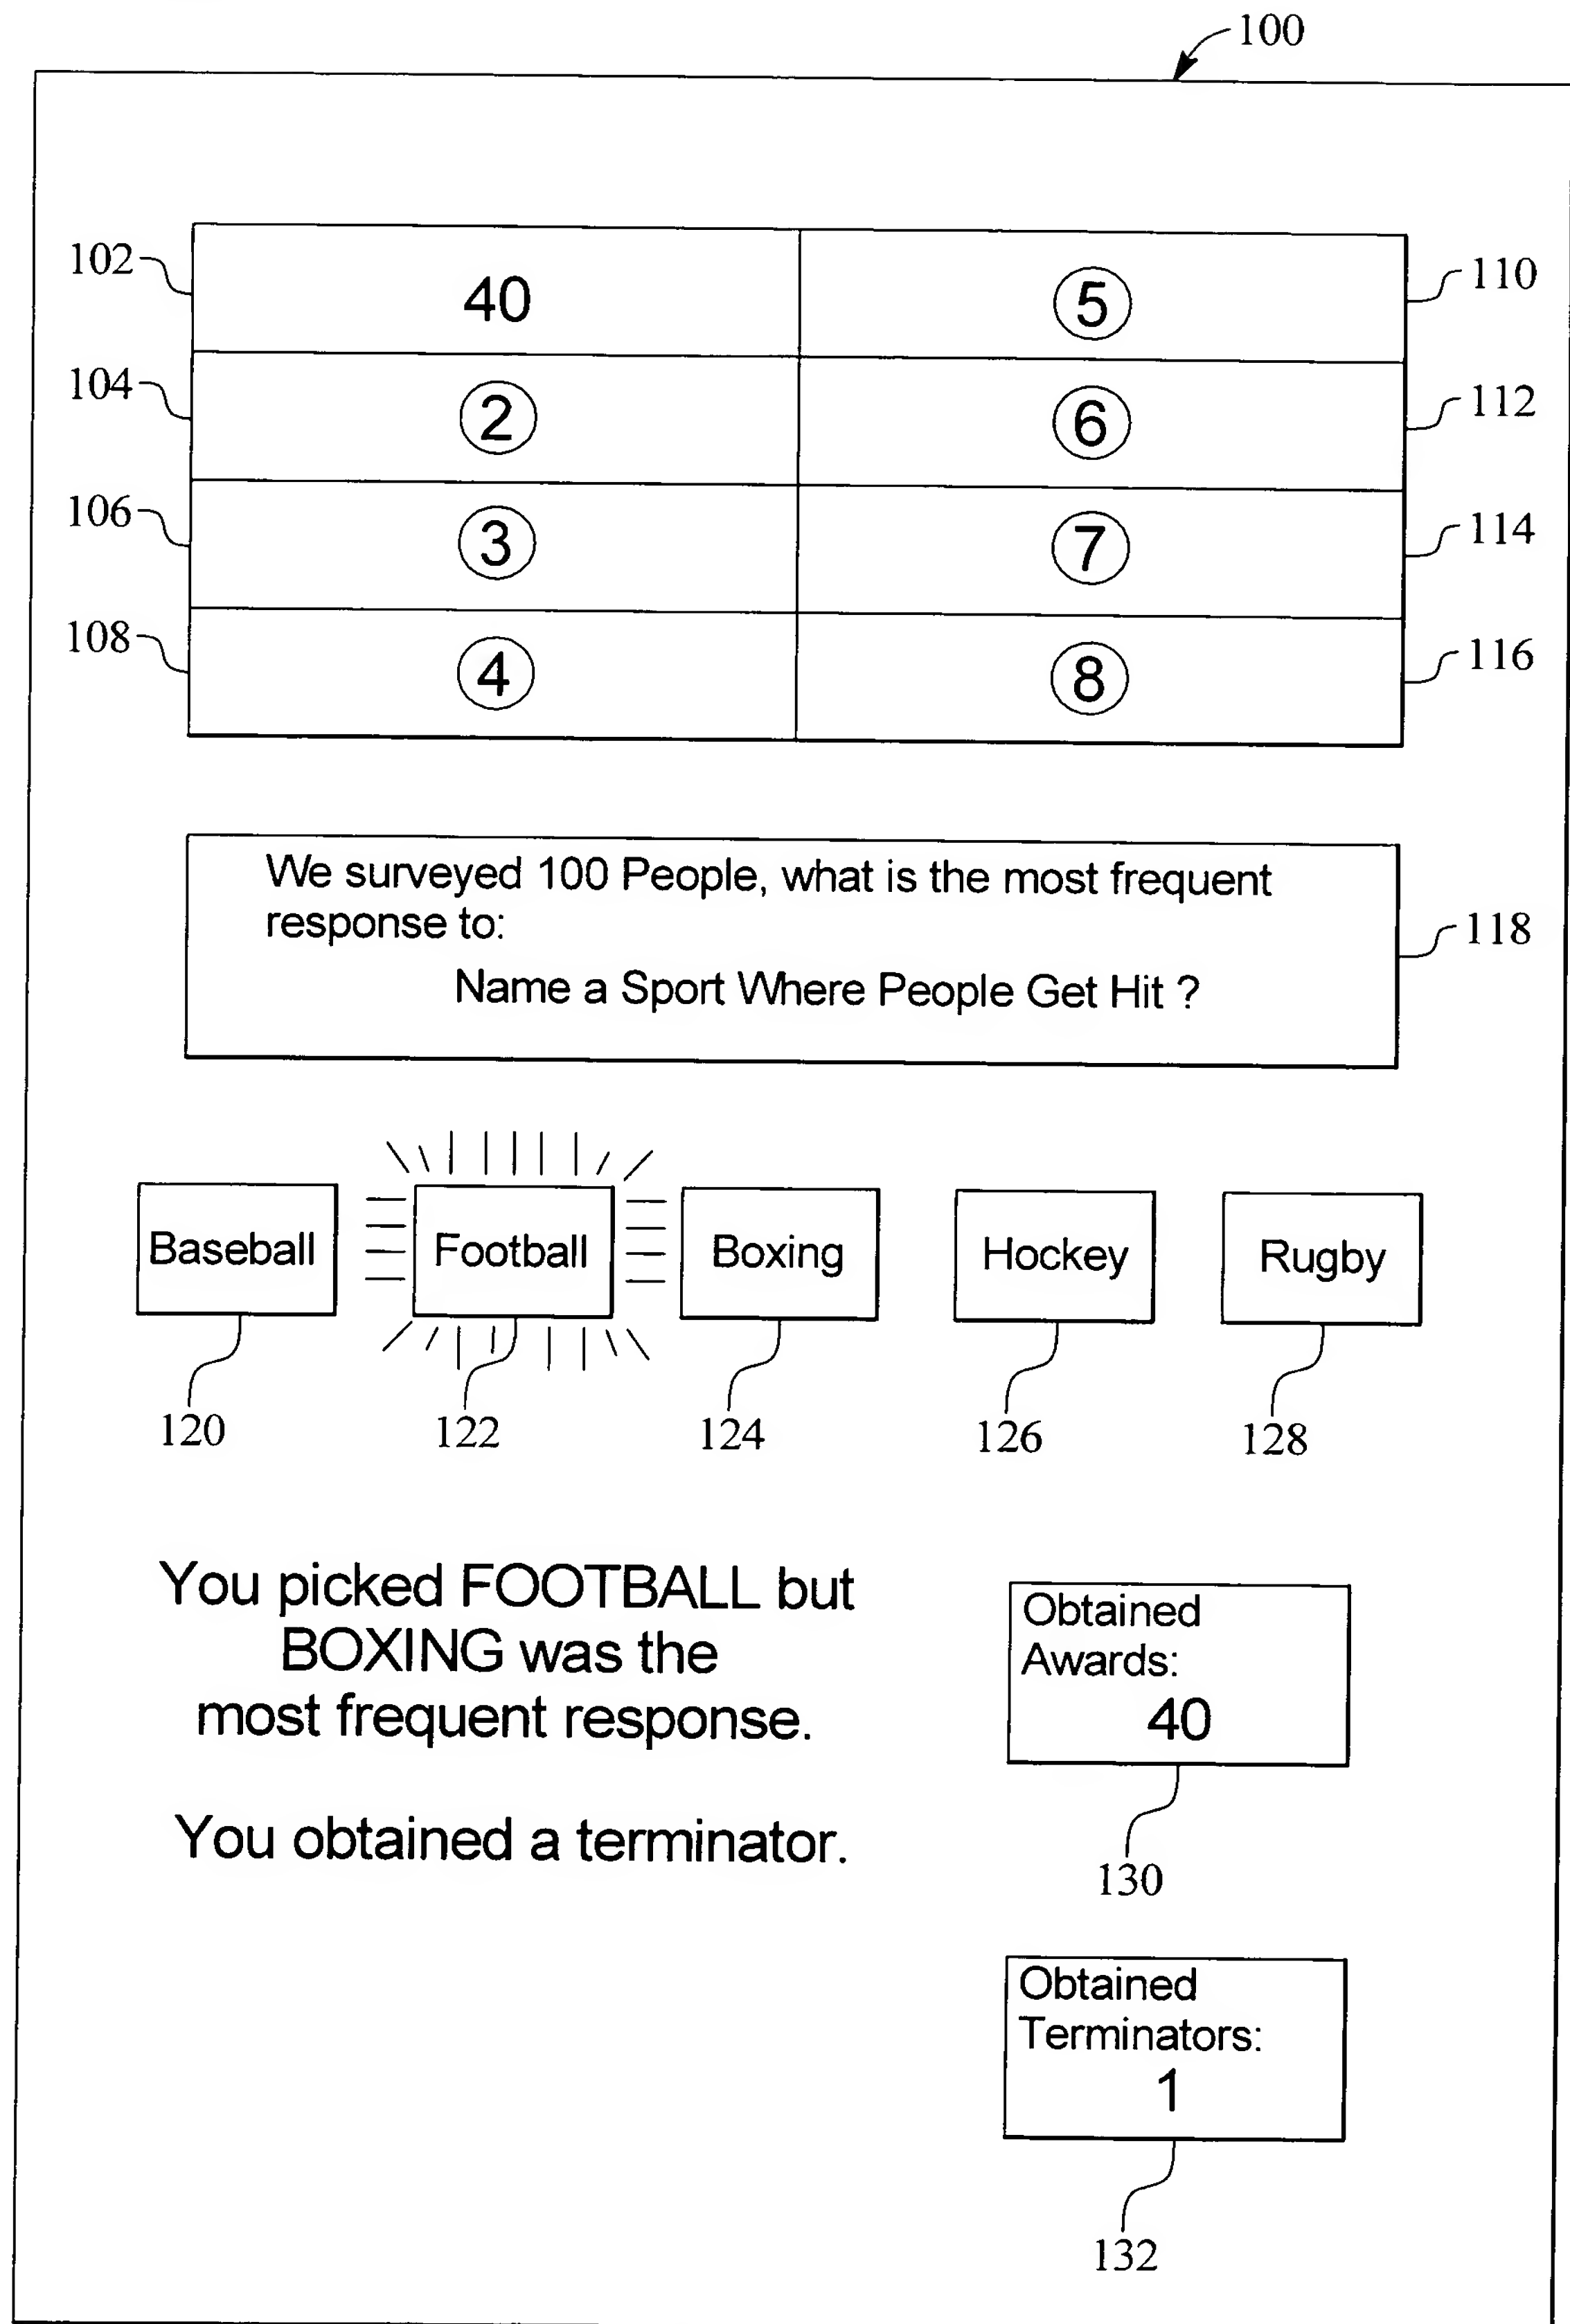 100
102
40
5
110
104
2
6
112
106
3
7
114
108
4
8
116
We surveyed 100 People, what is the most frequent
response to:
Name a Sport Where People Get Hit ?
118
Baseball
Football
Boxing
Hockey
Rugby
120
122
124
126
128
You picked FOOTBALL but
BOXING was the
most frequent response.
You obtained a terminator.
Obtained
Awards:
40
130
Obtained
Terminators:
1
132